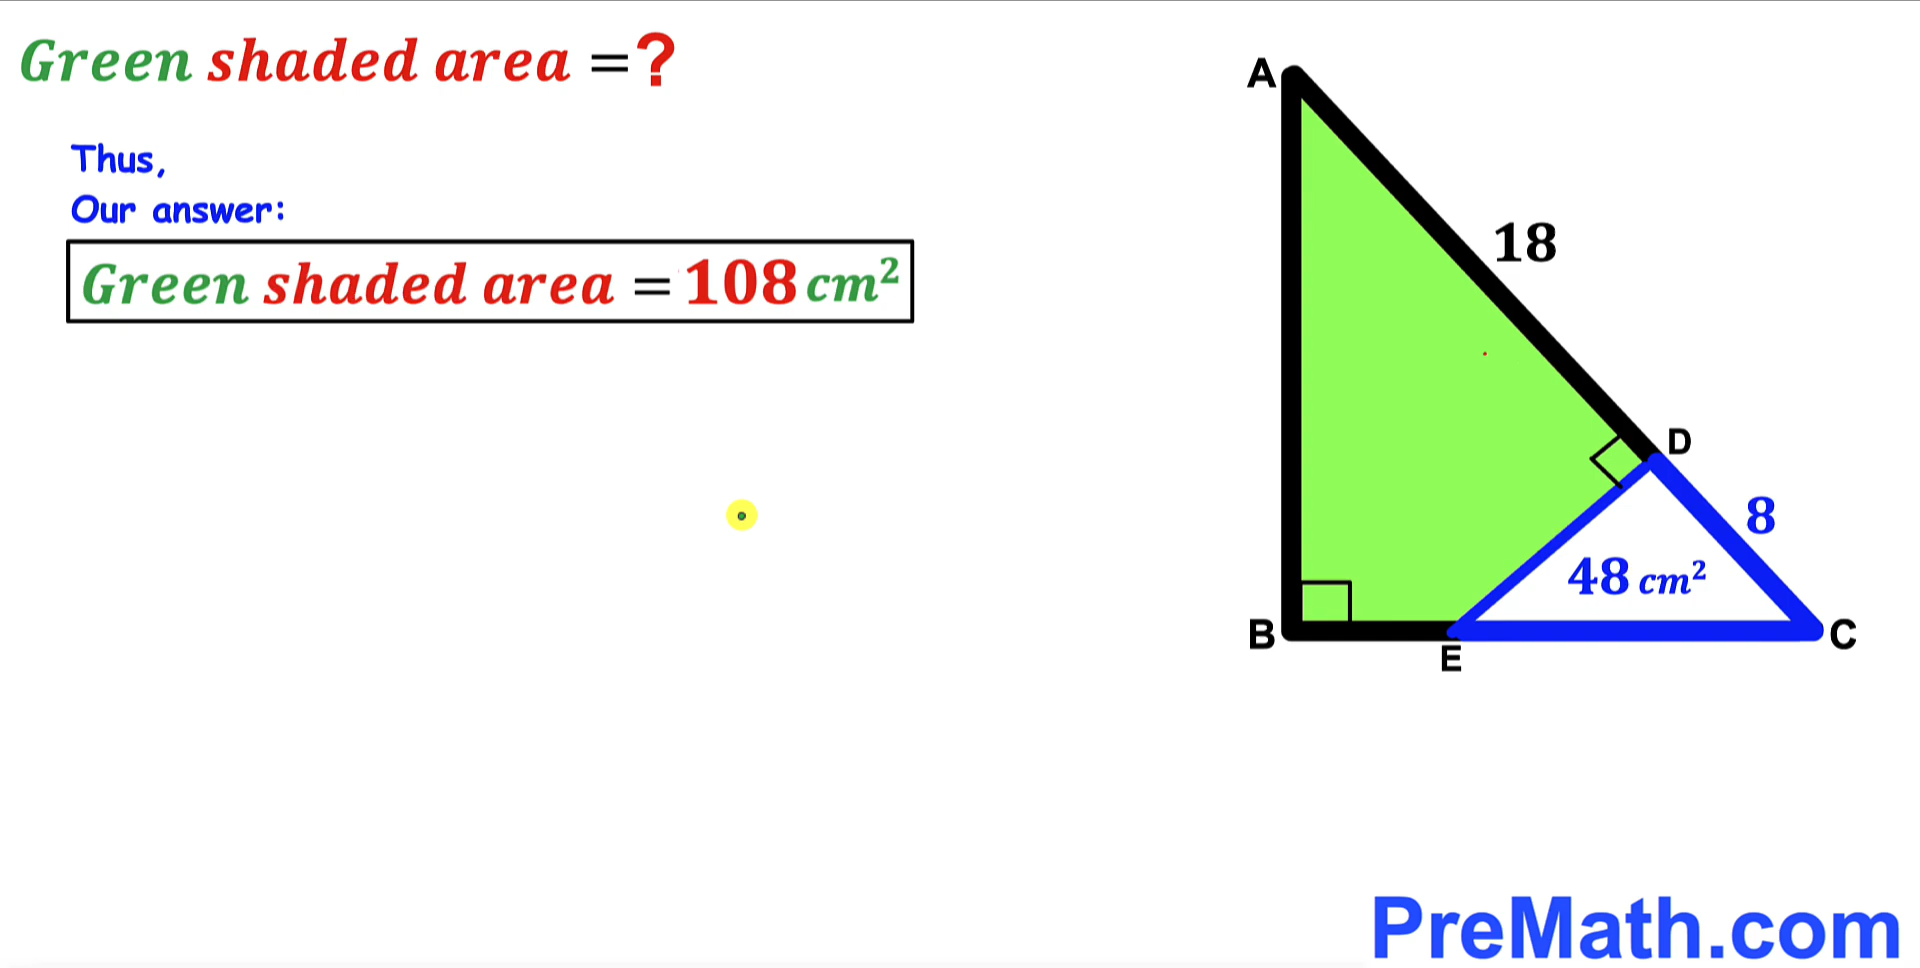 Green shaded area =?
Thus,
Our answer:
Green shaded area = 108 cm²
A
18
D
8
48 cm²
B
C
E
PreMath.com